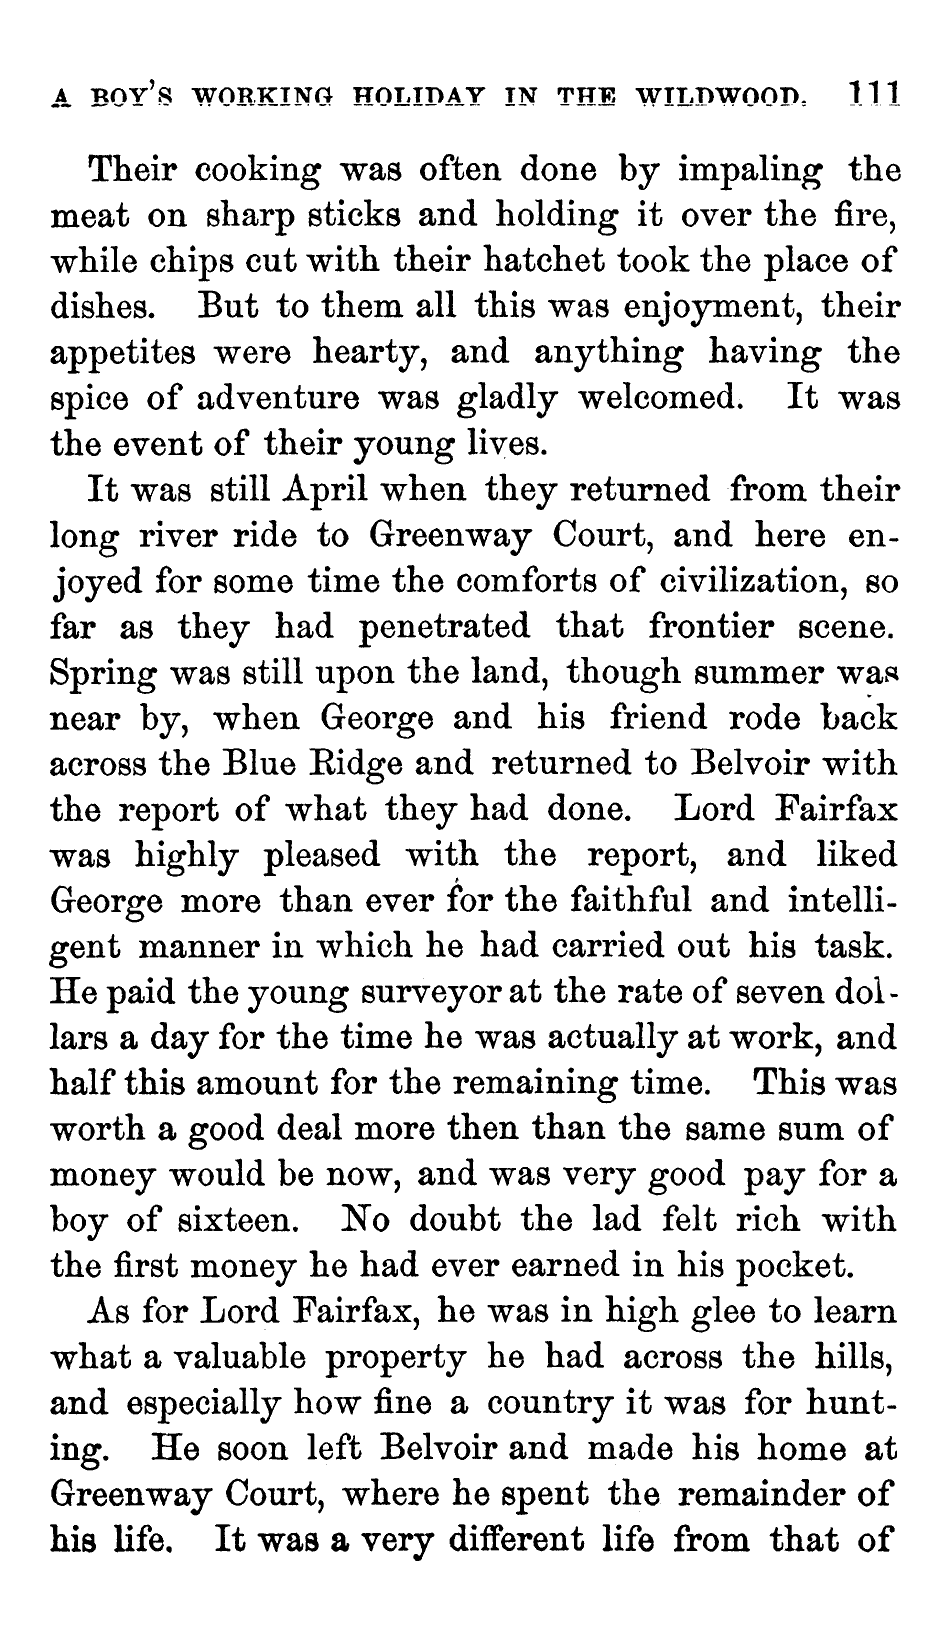 A BOY'S WORKING HOLIDAY IN THE WILDWOOD. 111
Their cooking was often done by impaling the
meat on sharp sticks and holding it over the fire,
while chips cut with their hatchet took the place of
dishes. But to them all this was enjoyment, their
appetites were hearty, and anything having the
spice of adventure was gladly welcomed. It was
the event of their young lives.
It was still April when they returned from their
long river ride to Greenway Court, and here en-
joyed for some time the comforts of civilization, so
far as they had penetrated that frontier scene.
Spring was still upon the land, though summer was
near by, when George and his friend rode back
across the Blue Ridge and returned to Belvoir with
the report of what they had done. Lord Fairfax
was highly pleased with the report, and liked
George more than ever for the faithful and intelli-
gent manner in which he had carried out his task.
He paid the young surveyor at the rate of seven dol-
lars a day for the time he was actually at work, and
half this amount for the remaining time. This was
worth a good deal more then than the same sum of
money would be now, and was very good pay for a
boy of sixteen. No doubt the lad felt rich with
the first money he had ever earned in his pocket.
As for Lord Fairfax, he was in high glee to learn
what a valuable property he had across the hills,
and especially how fine a country it was for hunt-
ing. He soon left Belvoir and made his home at
Greenway Court, where he spent the remainder of
his life. It was a very different life from that of